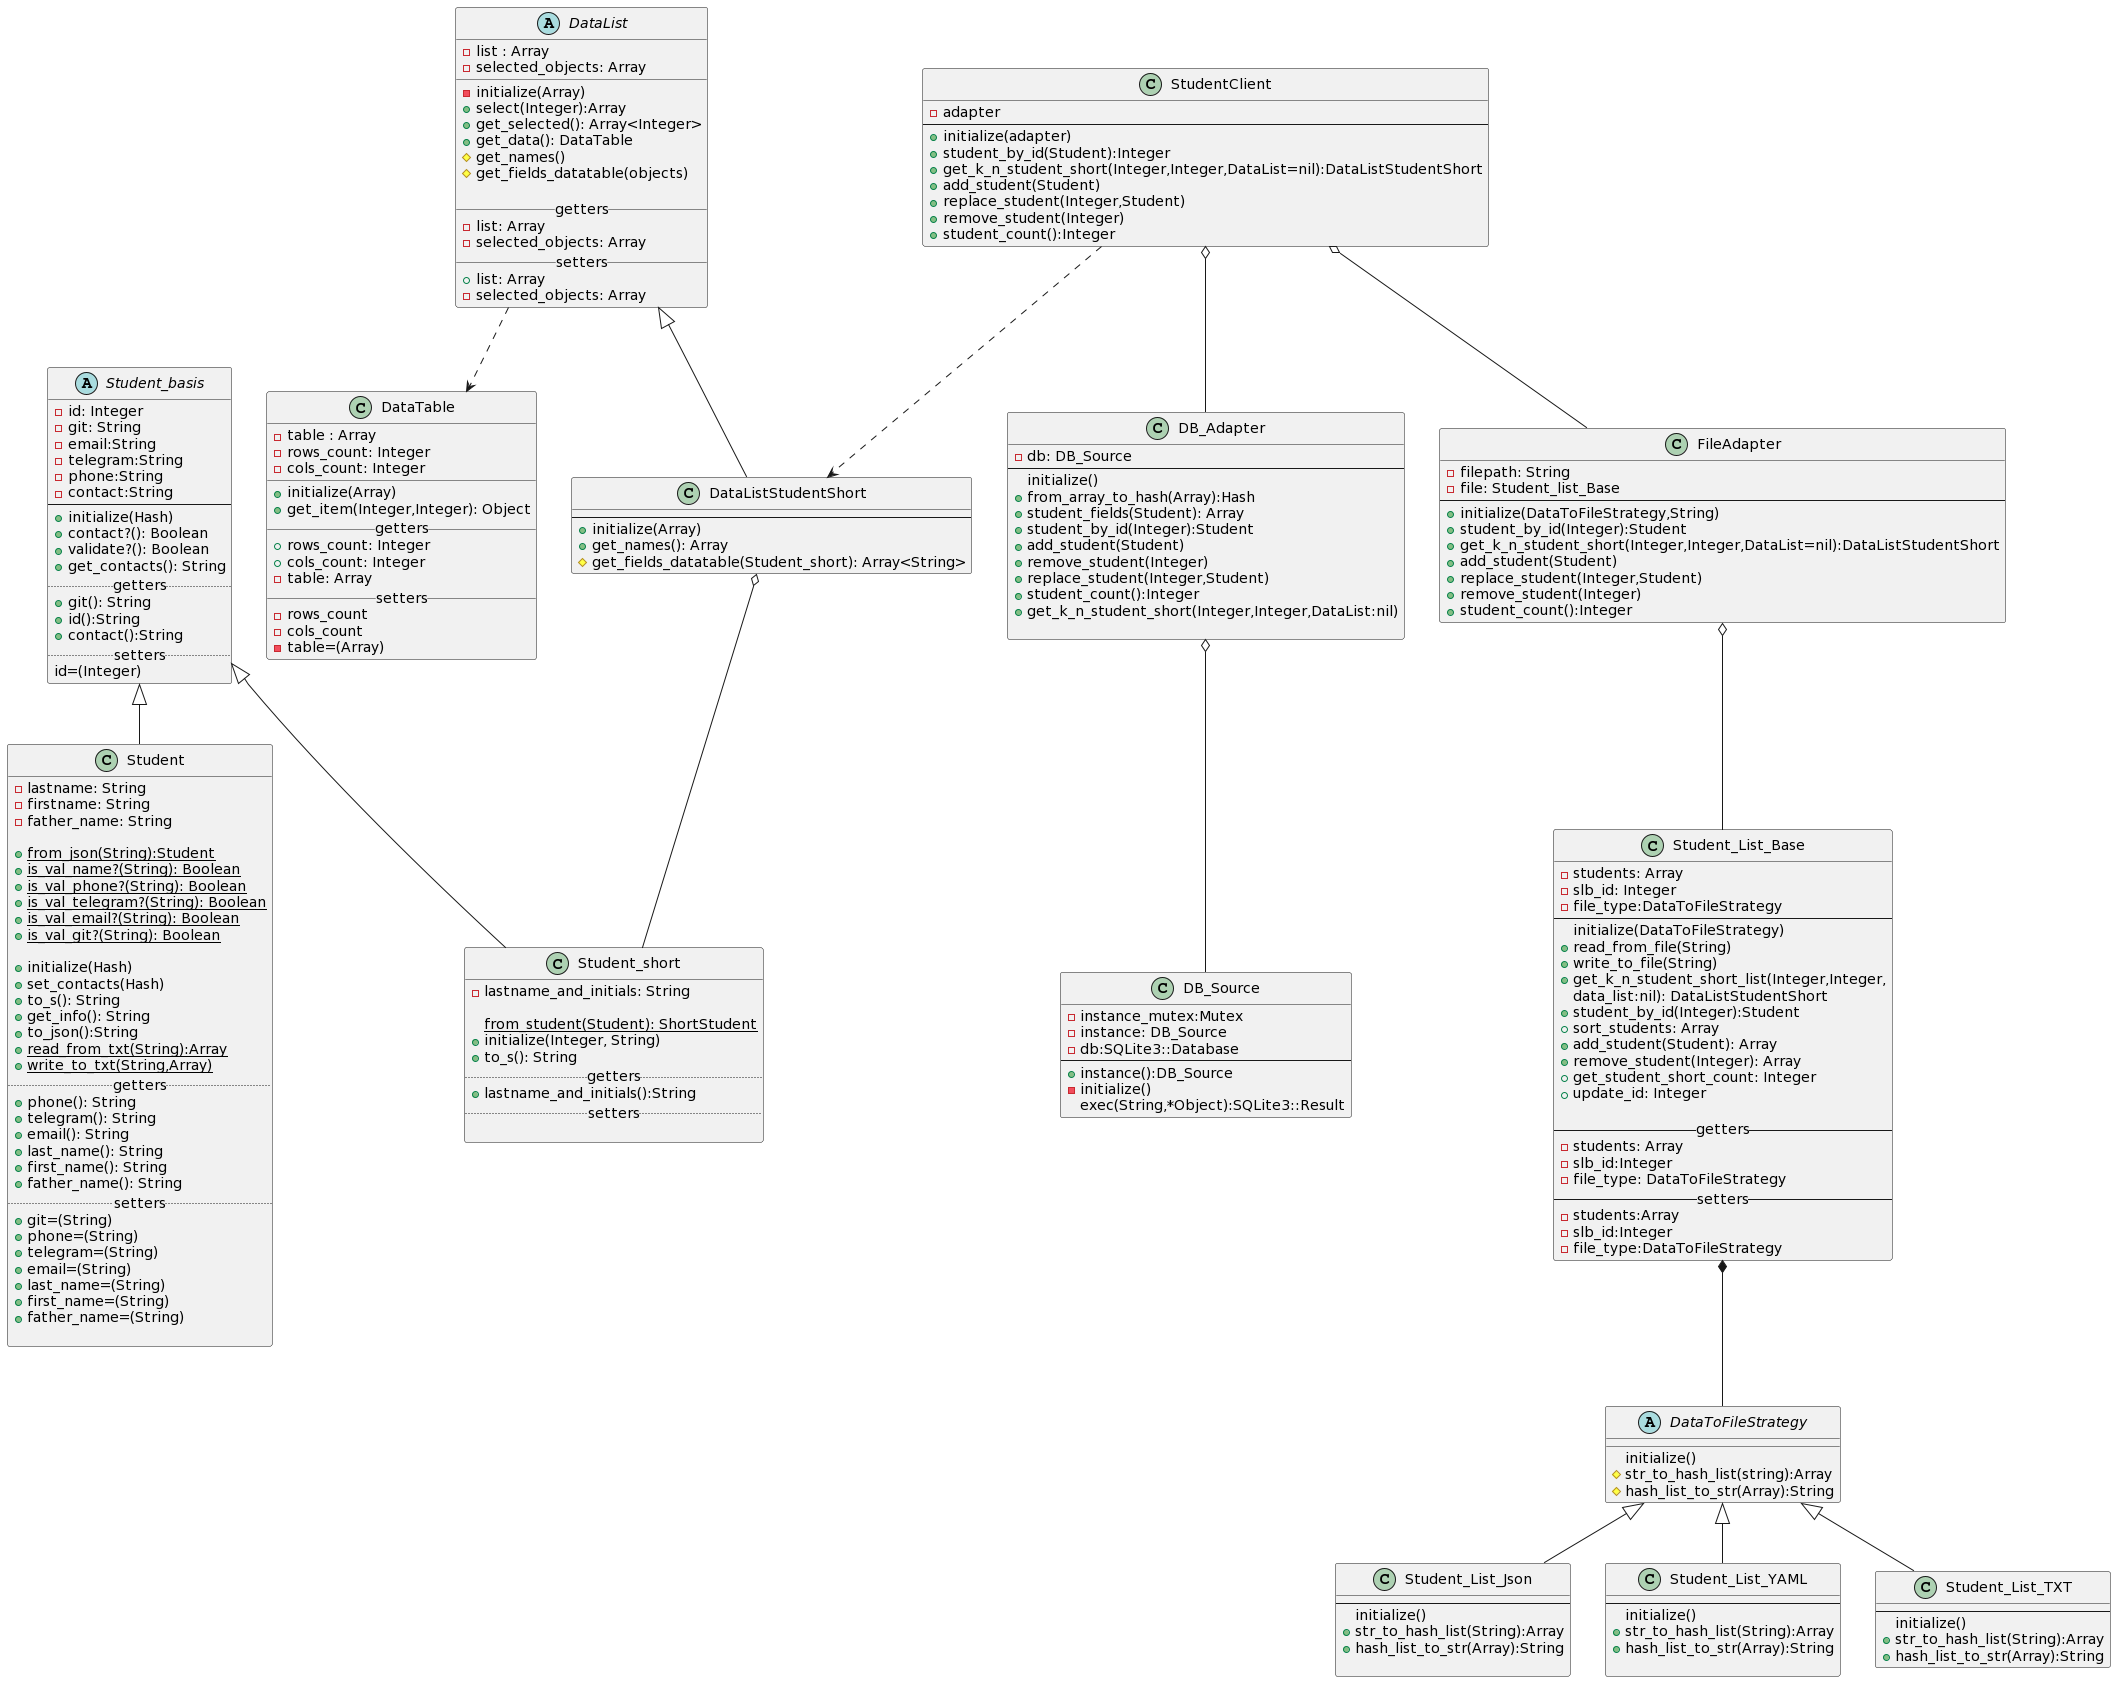 DataList
list : Array
selected_objects: Array
initialize(Array)
select(Integer):Array
get_selected(): Array<Integer>
get_data(): DataTable
get_names()
get_fields_datatable(objects)
getters
list: Array
selected_objects: Array
setters
list: Array
selected_objects: Array
StudentClient
adapter
initialize(adapter)
student_by_id(Student):Integer
get_k_n_student_short(Integer,Integer,DataList=nil):DataListStudentShort
add_student(Student)
replace_student(Integer,Student)
remove_student(Integer)
student_count():Integer
Student_basis
id: Integer
git: String
email:String
telegram:String
phone:String
contact:String
initialize(Hash)
contact?(): Boolean
validate?(): Boolean
get_contacts(): String
getters
git(): String
id():String
contact():String
setters
id=(Integer)
DataTable
table : Array
rows_count: Integer
cols_count: Integer
initialize(Array)
get_item(Integer,Integer): Object
getters
rows_count: Integer
cols_count: Integer
table: Array
setters
rows_count
cols_count
table=(Array)
DataListStudentShort
initialize(Array)
get_names(): Array
get_fields_datatable(Student_short): Array<String>
DB_Adapter
db: DB_Source
initialize()
from_array_to_hash(Array):Hash
student_fields(Student): Array
student_by_id(Integer):Student
add_student(Student)
remove_student(Integer)
replace_student(Integer,Student)
student_count():Integer
get_k_n_student_short(Integer,Integer,DataList:nil)
FileAdapter
filepath: String
file: Student_list_Base
initialize(DataToFileStrategy,String)
student_by_id(Integer):Student
get_k_n_student_short(Integer,Integer,DataList=nil):DataListStudentShort
add_student(Student)
replace_student(Integer,Student)
remove_student(Integer)
student_count():Integer
Student
lastname: String
firstname: String
father_name: String
from_json(String):Student
is_val_name?(String): Boolean
is_val_phone?(String): Boolean
is_val_telegram?(String): Boolean
is_val_email?(String): Boolean
is_val_git?(String): Boolean
initialize(Hash)
set_contacts(Hash)
to_s(): String
get_info(): String
to_json():String
read_from_txt(String):Array
write_to_txt(String,Array)
getters
phone(): String
telegram(): String
email(): String
last_name(): String
first_name(): String
father_name(): String
setters
git=(String)
phone=(String)
telegram=(String)
email=(String)
last_name=(String)
first_name=(String)
father_name=(String)
Student_short
lastname_and_initials: String
from_student(Student): ShortStudent
initialize(Integer, String)
to_s(): String
getters
lastname_and_initials():String
setters
DB_Source
instance_mutex:Mutex
instance: DB_Source
db:SQLite3::Database
instance():DB_Source
initialize()
exec(String,*Object):SQLite3::Result
Student_List_Base
students: Array
slb_id: Integer
file_type:DataToFileStrategy
initialize(DataToFileStrategy)
read_from_file(String)
write_to_file(String)
get_k_n_student_short_list(Integer,Integer,
data_list:nil): DataListStudentShort
student_by_id(Integer):Student
sort_students: Array
add_student(Student): Array
remove_student(Integer): Array
get_student_short_count: Integer
update_id: Integer
getters
students: Array
slb_id:Integer
file_type: DataToFileStrategy
setters
students:Array
slb_id:Integer
file_type:DataToFileStrategy
DataToFileStrategy
initialize()
str_to_hash_list(string):Array
hash_list_to_str(Array):String
Student_List_Json
initialize()
str_to_hash_list(String):Array
hash_list_to_str(Array):String
Student_List_YAML
initialize()
str_to_hash_list(String):Array
hash_list_to_str(Array):String
Student_List_TXT
initialize()
str_to_hash_list(String):Array
hash_list_to_str(Array):String